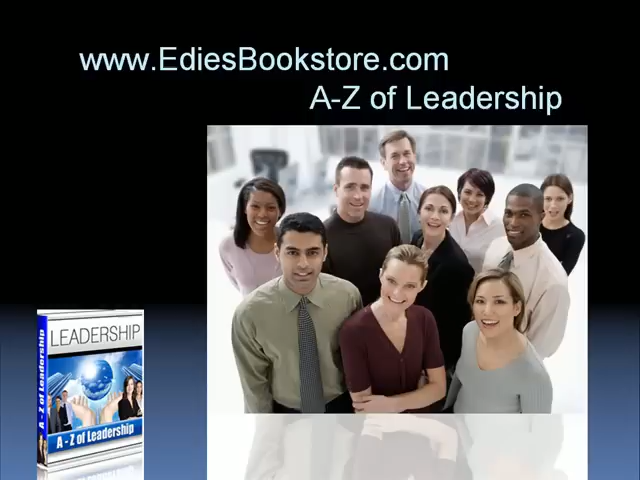 www.EdiesBookstore.com
A-Z of Leadership
LEADERSHIP
A - Z of Leadership
A - Z of Leadership